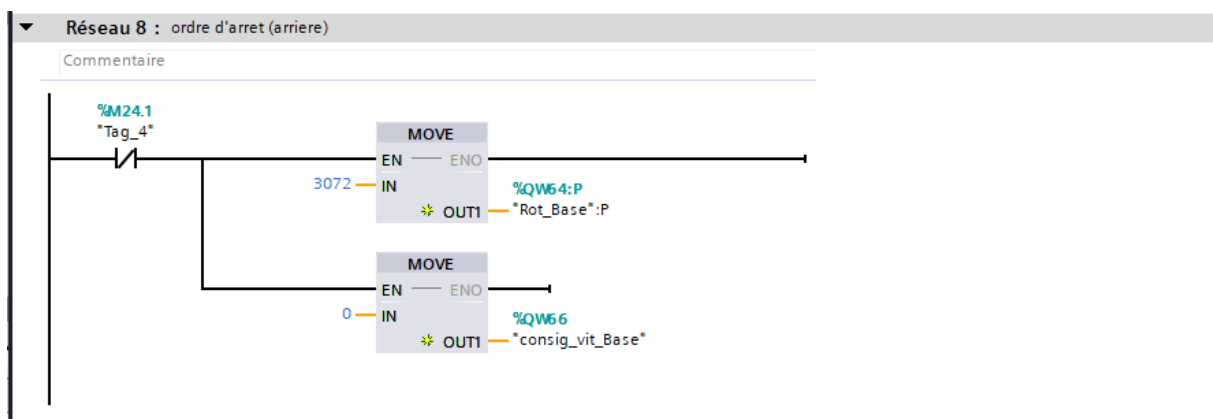 Réseau 8 : ordre d'arret (arriere)
Commentaire
%M24.1
"Tag_4"
MOVE
EN ENO
3072 IN
%QW64:P
OUT1 "Rot_Base":P
MOVE
EN ENO
0 IN
%QW66
OUT1 "consig_vit_Base"